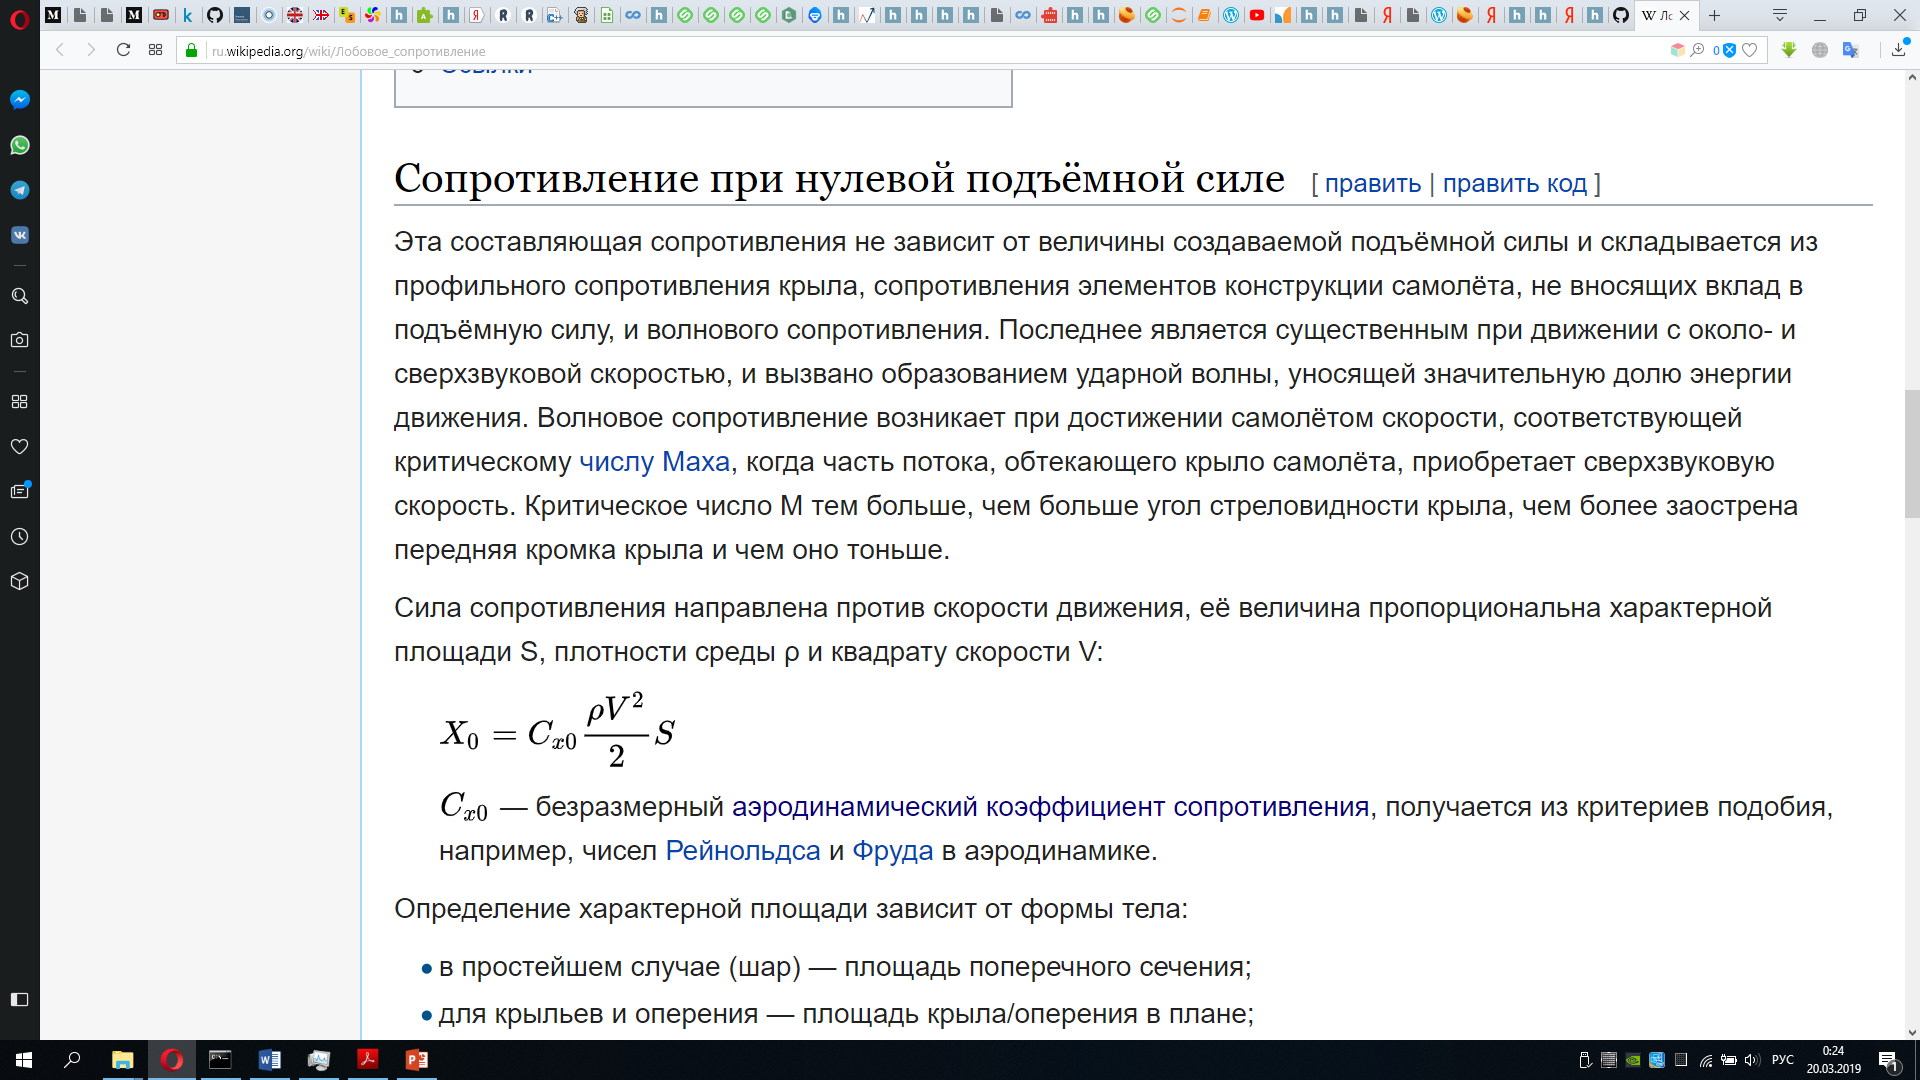 Лс
ru.wikipedia.org/wiki/Лобовое_сопротивление
0
Сопротивление при нулевой подъёмной силе [ править | править код ]
Эта составляющая сопротивления не зависит от величины создаваемой подъёмной силы и складывается из
профильного сопротивления крыла, сопротивления элементов конструкции самолёта, не вносящих вклад в
подъёмную силу, и волнового сопротивления. Последнее является существенным при движении с около- и
сверхзвуковой скоростью, и вызвано образованием ударной волны, уносящей значительную долю энергии
движения. Волновое сопротивление возникает при достижении самолётом скорости, соответствующей
критическому числу Маха, когда часть потока, обтекающего крыло самолёта, приобретает сверхзвуковую
скорость. Критическое число М тем больше, чем больше угол стреловидности крыла, чем более заострена
передняя кромка крыла и чем оно тоньше.
Сила сопротивления направлена против скорости движения, её величина пропорциональна характерной
площади S, плотности среды ρ и квадрату скорости V:
X₀ = Cₓ₀ ρV²/2 S
Cₓ₀ — безразмерный аэродинамический коэффициент сопротивления, получается из критериев подобия,
например, чисел Рейнольдса и Фруда в аэродинамике.
Определение характерной площади зависит от формы тела:
• в простейшем случае (шар) — площадь поперечного сечения;
• для крыльев и оперения — площадь крыла/оперения в плане;
РУС
0:24
20.03.2019
1